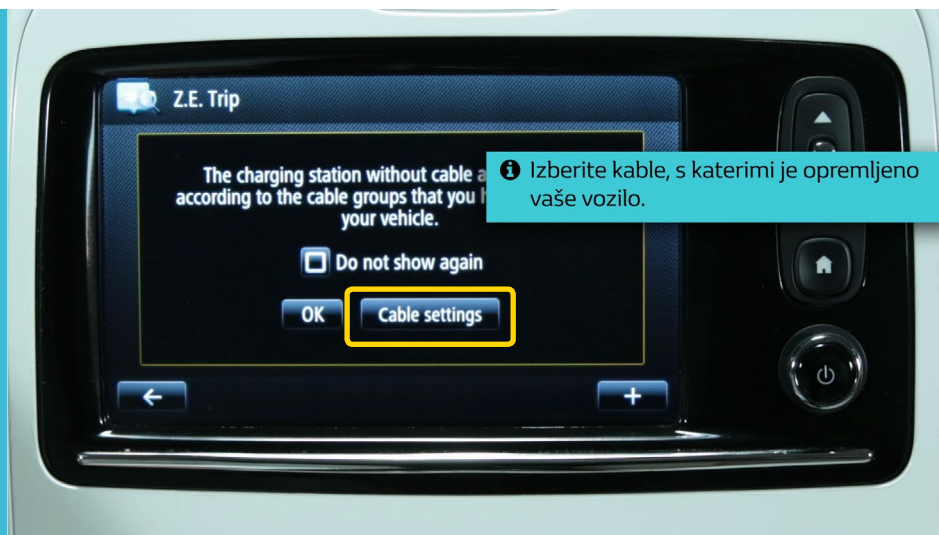 Z.E. Trip
The charging station without cable a
according to the cable groups that you h
your vehicle.
Do not show again
OK
Cable settings
Izberite kable, s katerimi je opremljeno
vaše vozilo.